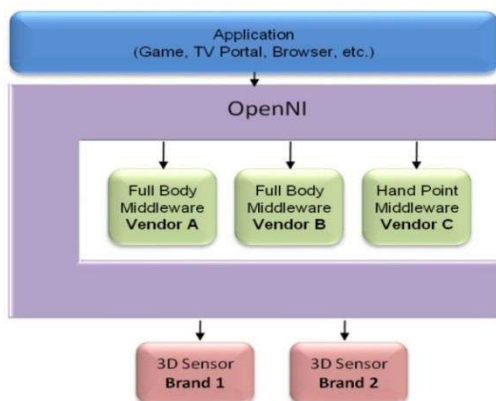 Application
(Game, TV Portal, Browser, etc.)
OpenNI
Full Body
Middleware
Vendor A
Full Body
Middleware
Vendor B
Hand Point
Middleware
Vendor C
3D Sensor
Brand 1
3D Sensor
Brand 2